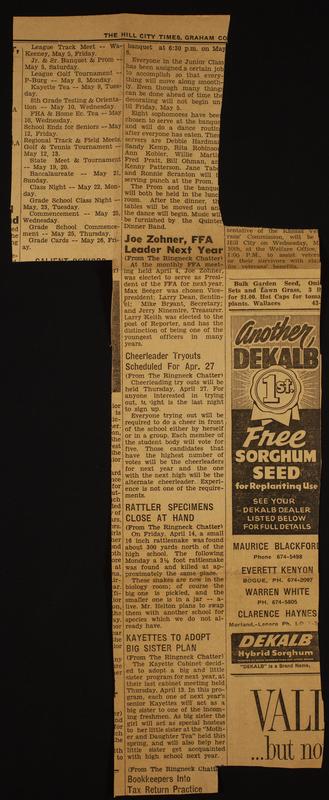 THE HILL CITY TIMES, GRAHAM CO
League Track Meet -- Wa-
Keeney, May 5, Friday.
Jr. & Sr. Banquet & Prom --
May 5, Saturday.
League Golf Tournament --
P-Burg -- May 8, Monday.
Kayette Tea -- May 9, Tues-
day.
8th Grade Testing & Orienta-
tion -- May 10, Wednesday.
FHA & Home Ec. Tea -- May
10, Wednesday.
School Ends for Seniors -- May
12, Friday.
Regional Track & Field Meet,
Golf & Tennis Tournament --
May 12, 13.
State Meet & Tournament
-- May 19, 20.
Baccalaureate -- May 21,
Sunday.
Class Night -- May 22, Mon-
day.
Grade School Class Night --
May 23, Tuesday.
Commencement -- May 25,
Wednesday.
Grade School Commence-
ment -- May 25, Thursday.
Grade Cards -- May 26, Fri-
ay.
banquet at 6:30 p.m. on May
5.
Everyone in the Junior Class
has been assigned a certain job
to accomplish so that every-
thing will move along smooth-
ly. Even though many things
can be done ahead of time the
decorating will not begin un-
til Friday, May 5.
Eight sophomores have been
chosen to serve at the banquet
and will do a dance routine
after everyone has eaten. The
servers are Debbie Hardman,
Sandy Kemp, Rita Robinson,
Ann Kobler, Willie Martin,
Fred Pratt, Bill Othman, and
Kenny Patterson. Jane Tabor
and Ronnie Scranton will be
serving punch at the Prom.
The Prom and the banquet
will both be held in the lunch
room. After the dinner, the
tables will be moved out and
the dance will begin. Music will
be furnished by the Quinter
Dinner Band.
Joe Zohner, FFA
Leader Next Year
(From The Ringneck Chatter)
At the monthly FFA meet-
ing held April 4, Joe Zohner
was elected to serve as Presi-
dent of the FFA for next year.
Max Seeger was chosen Vice-
president; Larry Dean, Sentin-
el; Mike Bryant, Secretary;
and Jerry Ninemire, Treasurer.
Larry Keith was elected to the
post of Reporter, and has the
distinction of being one of the
youngest officers in many
years.
Cheerleader Tryouts
Scheduled For Apr. 27
(From The Ringneck Chatter)
Cheerleading try outs will be
held Thursday, April 27. For
anyone interested in trying
out, tonight is the last night
to sign up.
Everyone trying out will be
required to do a cheer in front
of the school either by herself
or in a group. Each member of
the student body will vote for
five. Those candidates who
have the highest number of
votes will be the cheerleaders
for next year and the one
with the next high will be the
alternate cheerleader. Experi-
ence is not one of the require-
ments.
RATTLER SPECIMENS
CLOSE AT HAND
(From The Ringneck Chatter)
On Friday, April 14, a small
16 inch rattlesnake was found
about 300 yards north of the
high school. The following
Monday a 3½ foot specimen
was found and killed at ap-
proximately the same place.
These snakes are now in the
biology room; of course the
big one is pickled, and the
smaller one is in a jar -- a-
live. Mr. Helton plans to swap
them with another school for
species which we do not al-
ready have.
KAYETTES TO ADOPT
BIG SISTER PLAN
(From The Ringneck Chatter)
The Kayette Cabinet decid-
ed to adopt a big and little
sister program for next year, at
their last cabinet meeting held
Thursday, April 13. In this pro-
gram, each one of next year's
senior Kayettes will act as a
big sister to one of the incom-
ing freshmen. As big sister the
girl will act as special hostess
to her little sister at the "Moth-
er and Daughter Tea" held this
spring, and will also help her
little sister get acquainted
with high school next year.
(From The Ringneck Chatter)
Bookkeepers Into
Tax Return Practice
Hill City on Wednesday, May
30th, at the Welfare Office,
1:00 P.M., to assist veterans
or their survivors with
for veterans benefits.
Bulk Garden Seed, Onion
Sets and Lawn Grass, 3 lb
for $1.00. Hot Caps for toma
plants. Wallaces
Another
DEKALB
1st.
Free
SORGHUM
SEED
for Replanting Use
SEE YOUR
DEKALB DEALER
LISTED BELOW
FOR FULL DETAILS
MAURICE BLACKFORD
Phone 674-5498
EVERETT KENYON
BOGUE, PH. 674-2097
WARREN WHITE
PH. 674-5805
CLARENCE HAYNES
Morland-Lenora Ph.
DEKALB
Hybrid Sorghum
"DEKALB" is a Brand Name.
VALU
...but no